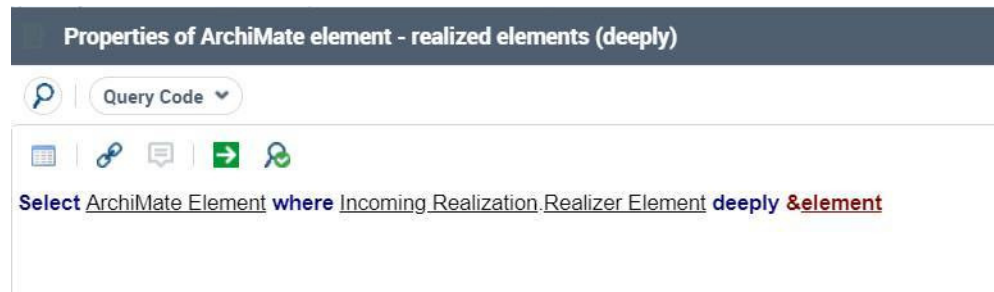 Properties of ArchiMate element - realized elements (deeply)
Query Code
Select ArchiMate Element where Incoming Realization.Realizer Element deeply &element